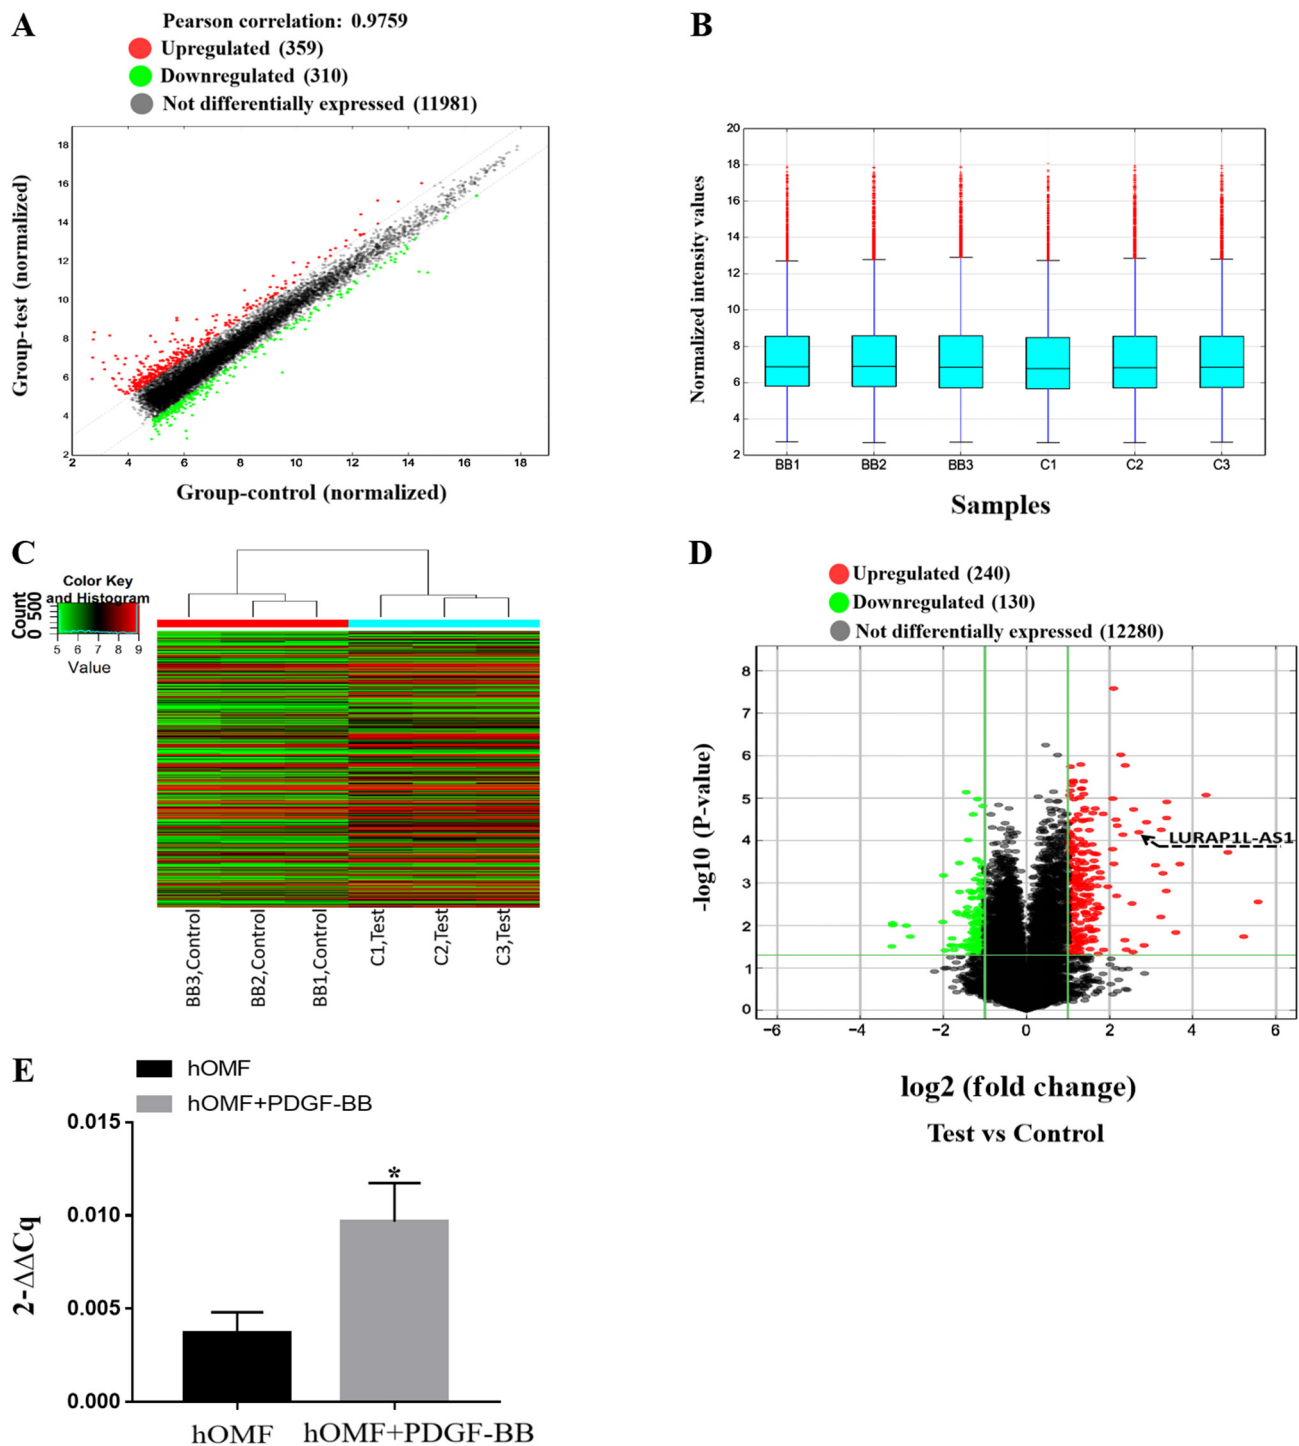 A
Pearson correlation: 0.9759
Upregulated (359)
Downregulated (310)
Not differentially expressed (11981)
Group-test (normalized)
18
16
14
12
10
8
6
4
2
2 4 6 8 10 12 14 16 18
Group-control (normalized)
B
Normalized intensity values
20
18
16
14
12
10
8
6
4
2
BB1 BB2 BB3 C1 C2 C3
Samples
C
Color Key
and Histogram
Count
0 500
5 6 7 8 9
Value
BB3,Control
BB2,Control
BB1,Control
C1,Test
C2,Test
C3,Test
D
Upregulated (240)
Downregulated (130)
Not differentially expressed (12280)
-log10 (P-value)
8
7
6
5
4
3
2
1
0
LURAP1L-AS1
−6 −4 −2 0 2 4 6
log2 (fold change)
Test vs Control
E
hOMF
hOMF+PDGF-BB
2-ΔΔCq
0.015
0.010
0.005
0.000
*
hOMF hOMF+PDGF-BB